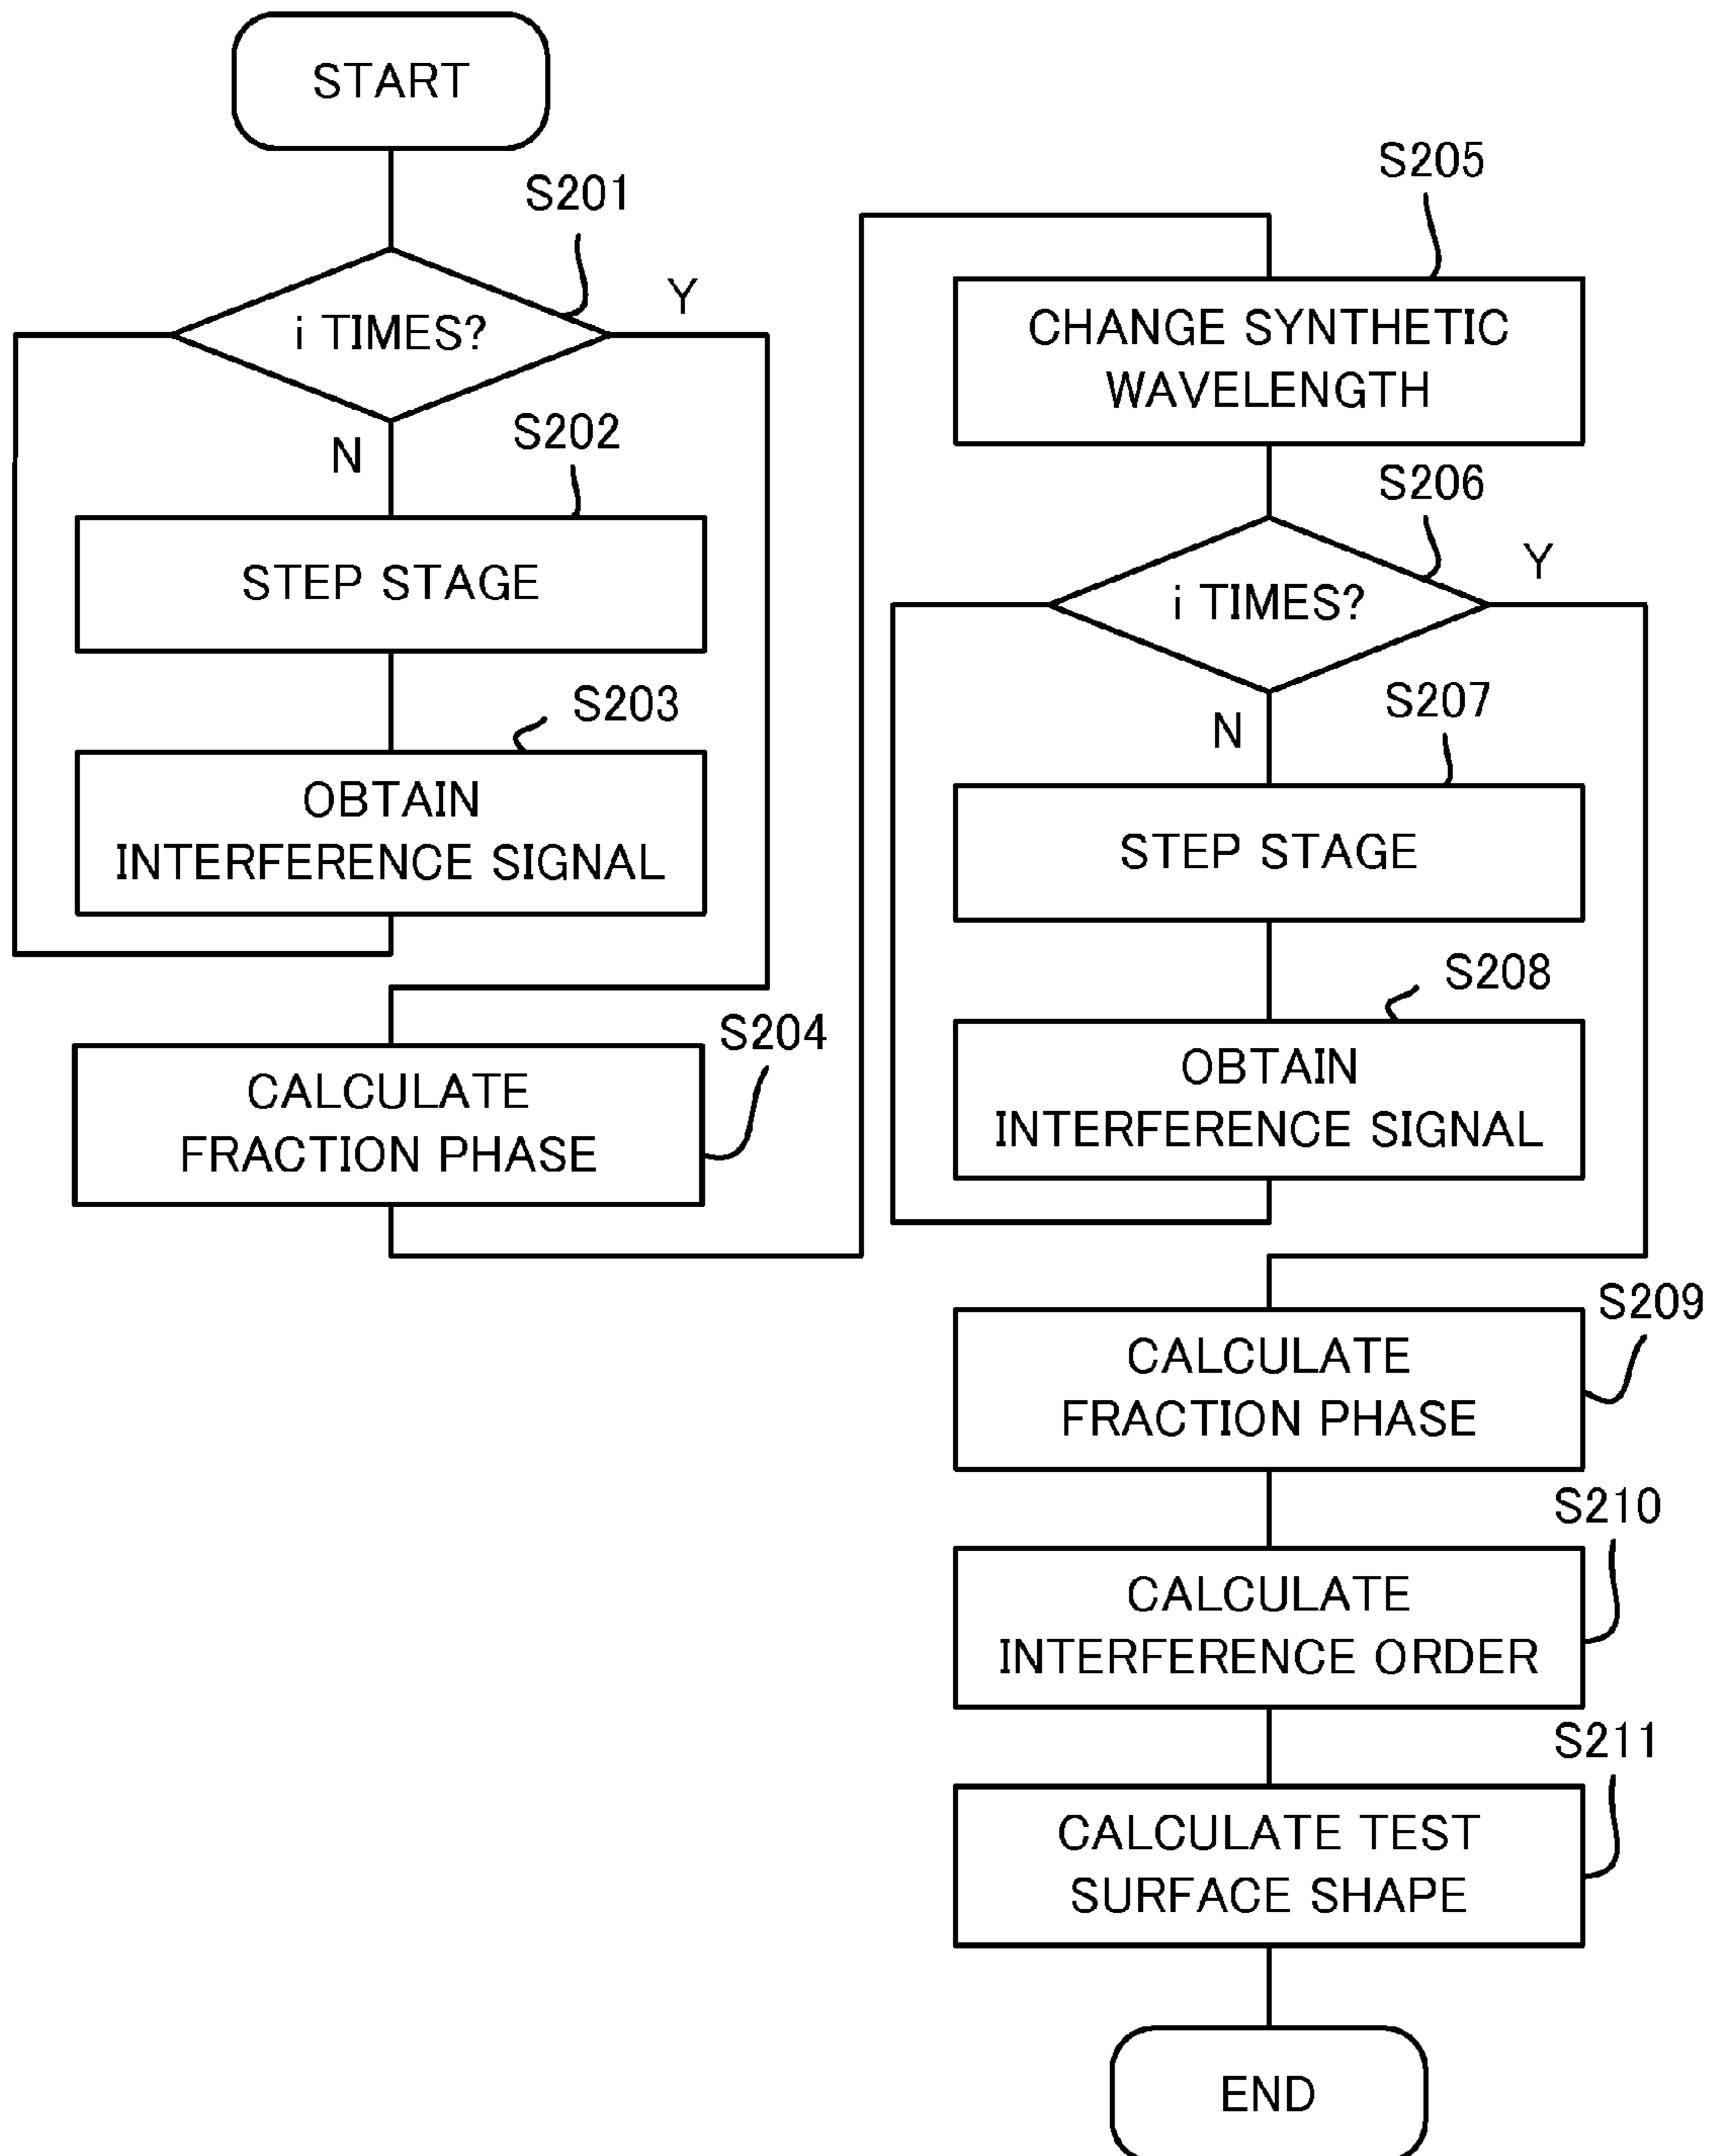 START
S201
i TIMES?
Y
N
S202
STEP STAGE
S203
OBTAIN
INTERFERENCE SIGNAL
S204
CALCULATE
FRACTION PHASE
S205
CHANGE SYNTHETIC
WAVELENGTH
S206
i TIMES?
Y
N
S207
STEP STAGE
S208
OBTAIN
INTERFERENCE SIGNAL
S209
CALCULATE
FRACTION PHASE
S210
CALCULATE
INTERFERENCE ORDER
S211
CALCULATE TEST
SURFACE SHAPE
END